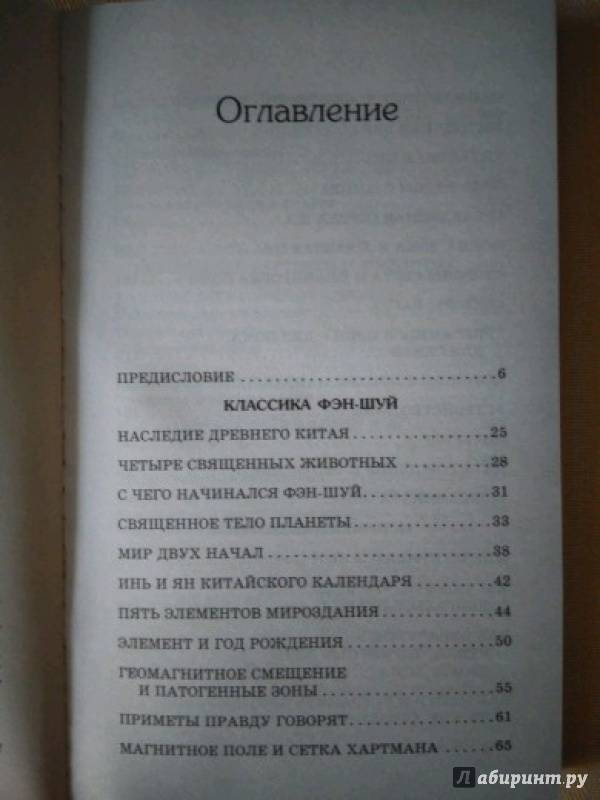 Оглавление
ПРЕДИСЛОВИЕ ................................ 6
КЛАССИКА ФЭН-ШУЙ
НАСЛЕДИЕ ДРЕВНЕГО КИТАЯ ................. 25
ЧЕТЫРЕ СВЯЩЕННЫХ ЖИВОТНЫХ ........... 28
С ЧЕГО НАЧИНАЛСЯ ФЭН-ШУЙ ................ 31
СВЯЩЕННОЕ ТЕЛО ПЛАНЕТЫ ................. 33
МИР ДВУХ НАЧАЛ ............................ 38
ИНЬ И ЯН КИТАЙСКОГО КАЛЕНДАРЯ ......... 42
ПЯТЬ ЭЛЕМЕНТОВ МИРОЗДАНИЯ ............. 44
ЭЛЕМЕНТ И ГОД РОЖДЕНИЯ .................. 50
ГЕОМАГНИТНОЕ СМЕЩЕНИЕ
И ПАТОГЕННЫЕ ЗОНЫ ..................... 55
ПРИМЕТЫ ПРАВДУ ГОВОРЯТ .................. 61
МАГНИТНОЕ ПОЛЕ И СЕТКА ХАРТМАНА ...... 65
Лабиринт.ру